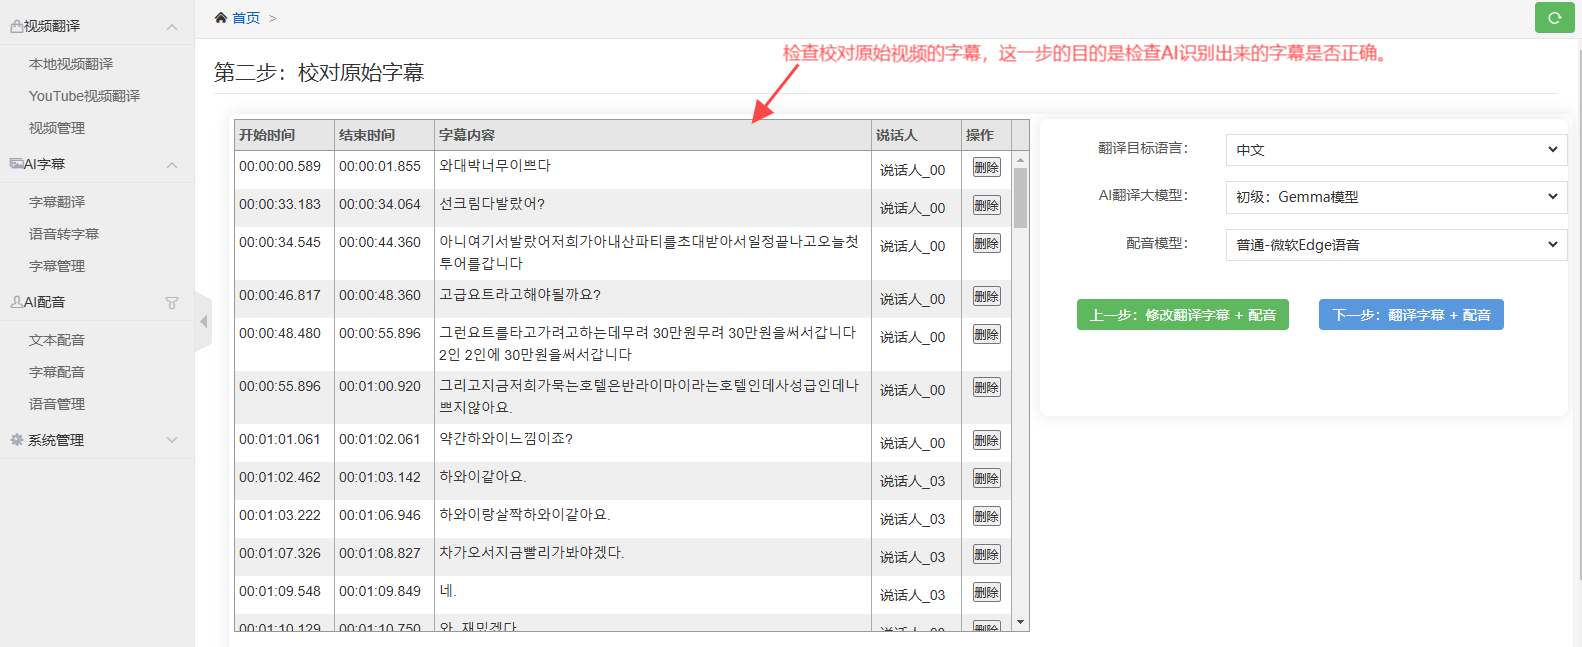 视频翻译
本地视频翻译
YouTube视频翻译
视频管理
AI字幕
字幕翻译
语音转字幕
字幕管理
AI配音
文本配音
字幕配音
语音管理
系统管理
首页 >
检查校对原始视频的字幕，这一步的目的是检查AI识别出来的字幕是否正确。
第二步：校对原始字幕
开始时间 结束时间 字幕内容 说话人 操作
00:00:00.589 00:00:01.855 와대박너무이쁘다 说话人_00 删除
00:00:33.183 00:00:34.064 선크림다발랐어? 说话人_00 删除
00:00:34.545 00:00:44.360 아니여기서발랐어저희가아내산파티를초대받아서일정끝나고오늘첫 说话人_00 删除
투어를갑니다
00:00:46.817 00:00:48.360 고급요트라고해야될까요? 说话人_00 删除
00:00:48.480 00:00:55.896 그런요트를타고가려고하는데무려 30만원무려 30만원을써서갑니다 说话人_00 删除
2인 2인에 30만원을써서갑니다
00:00:55.896 00:01:00.920 그리고지금저희가묵는호텔은반라이마이라는호텔인데사성급인데나 说话人_00 删除
쁘지않아요.
00:01:01.061 00:01:02.061 약간하와이느낌이죠? 说话人_00 删除
00:01:02.462 00:01:03.142 하와이같아요. 说话人_03 删除
00:01:03.222 00:01:06.946 하와이랑살짝하와이같아요. 说话人_03 删除
00:01:07.326 00:01:08.827 차가오서지금빨리가봐야겠다. 说话人_03 删除
00:01:09.548 00:01:09.849 네. 说话人_03 删除
00:01:10.129 00:01:10.750 와, 재밌겠다
翻译目标语言： 中文
AI翻译大模型： 初级：Gemma模型
配音模型： 普通-微软Edge语音
上一步：修改翻译字幕 + 配音 下一步：翻译字幕 + 配音